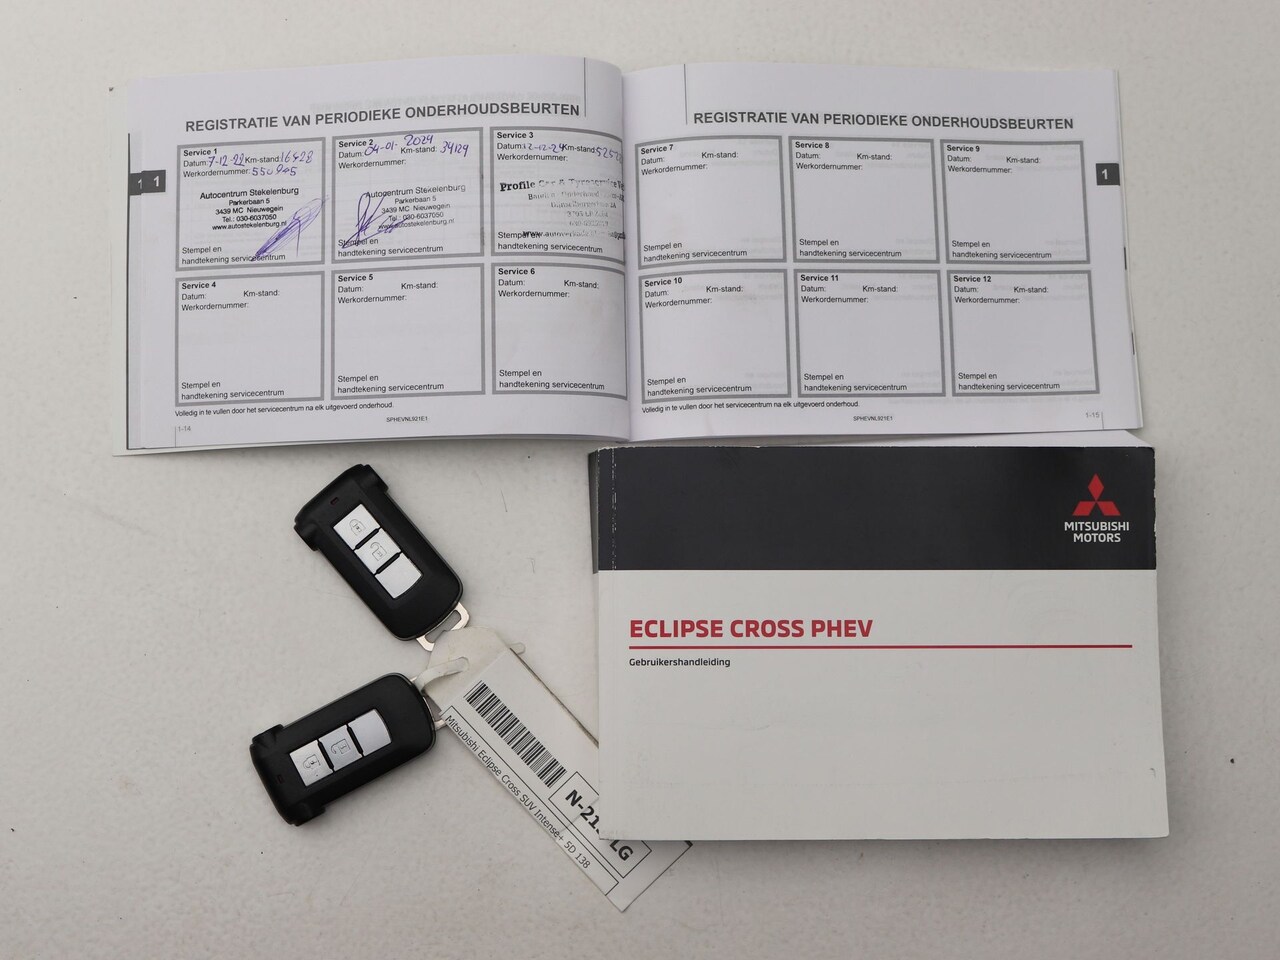 REGISTRATIE VAN PERIODIEKE ONDERHOUDSBEURTEN
Service 1
Datum: 7-12-22 Km-stand: 16428
Werkordernummer:
Autocentrum Stekelenburg
Parkerbaan 5
3439 MC Nieuwegein
Tel.: 030-6037050
www.autostekelenburg.nl
Stempel en
handtekening servicecentrum
Service 2
Datum: 04-01-2024 Km-stand: 34129
Werkordernummer:
Autocentrum Stekelenburg
Parkerbaan 5
3439 MC Nieuwegein
Tel.: 030-6037050
www.autostekelenburg.nl
Stempel en
handtekening servicecentrum
Service 3
Datum: 12-12-24 Km-stand:
Werkordernummer:
Profile Car & Tyreservice
Stempel en
handtekening servicecentrum
Service 4
Datum: Km-stand:
Werkordernummer:
Stempel en
handtekening servicecentrum
Service 5
Datum: Km-stand:
Werkordernummer:
Stempel en
handtekening servicecentrum
Service 6
Datum: Km-stand:
Werkordernummer:
Stempel en
handtekening servicecentrum
Volledig in te vullen door het servicecentrum na elk uitgevoerd onderhoud.
1-14
SPHEVNL921E1
1 1
REGISTRATIE VAN PERIODIEKE ONDERHOUDSBEURTEN
Service 7
Datum: Km-stand:
Werkordernummer:
Stempel en
handtekening servicecentrum
Service 8
Datum: Km-stand:
Werkordernummer:
Stempel en
handtekening servicecentrum
Service 9
Datum: Km-stand:
Werkordernummer:
Stempel en
handtekening servicecentrum
Service 10
Datum: Km-stand:
Werkordernummer:
Stempel en
handtekening servicecentrum
Service 11
Datum: Km-stand:
Werkordernummer:
Stempel en
handtekening servicecentrum
Service 12
Datum: Km-stand:
Werkordernummer:
Stempel en
handtekening servicecentrum
Volledig in te vullen door het servicecentrum na elk uitgevoerd onderhoud.
SPHEVNL921E1
1-15
1
MITSUBISHI
MOTORS
ECLIPSE CROSS PHEV
Gebruikershandleiding
Mitsubishi Eclipse Cross SUV Intense+ 5D 138